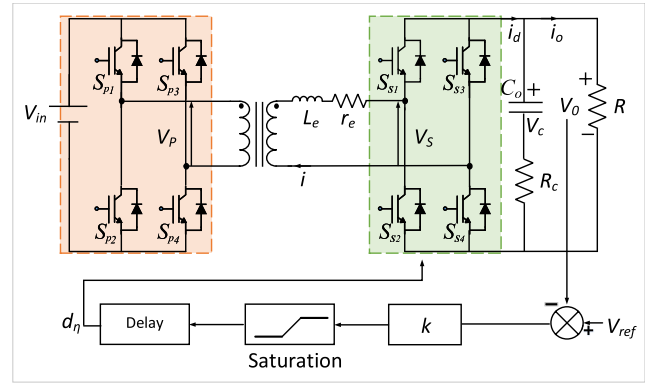 i_d
i_o
S_p1
S_p3
S_s1
S_s3
C_o +
+
V_in
L_e
r_e
V_0
R
V_P
V_S
V_c
−
i
R_c
S_p2
S_p4
S_s2
S_s4
−
d_η
Delay
k
+
V_ref
Saturation